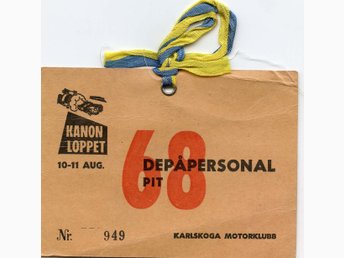 KANON
LOPPET
10-11 AUG.
68
DEPÅPERSONAL
PIT
Nr. 949
KARLSKOGA MOTORKLUBB